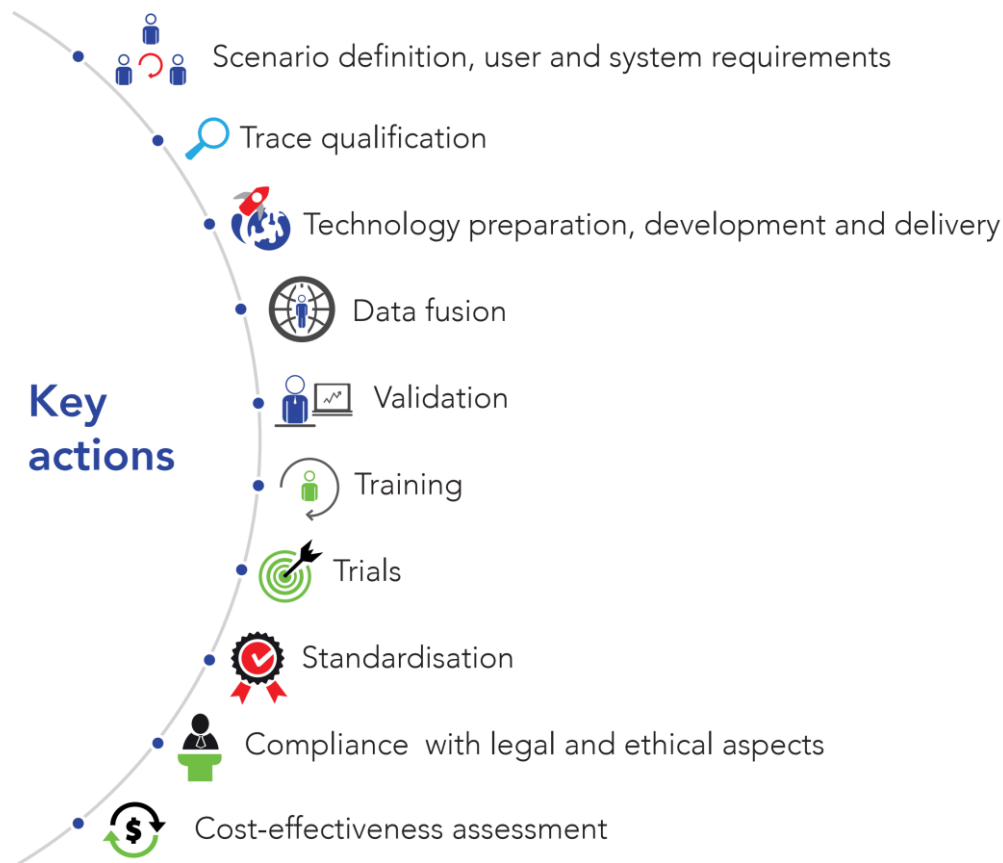 Scenario definition, user and system requirements
Trace qualification
Technology preparation, development and delivery
Data fusion
Validation
Key
actions
Training
Trials
Standardisation
Compliance with legal and ethical aspects
$
Cost-effectiveness assessment